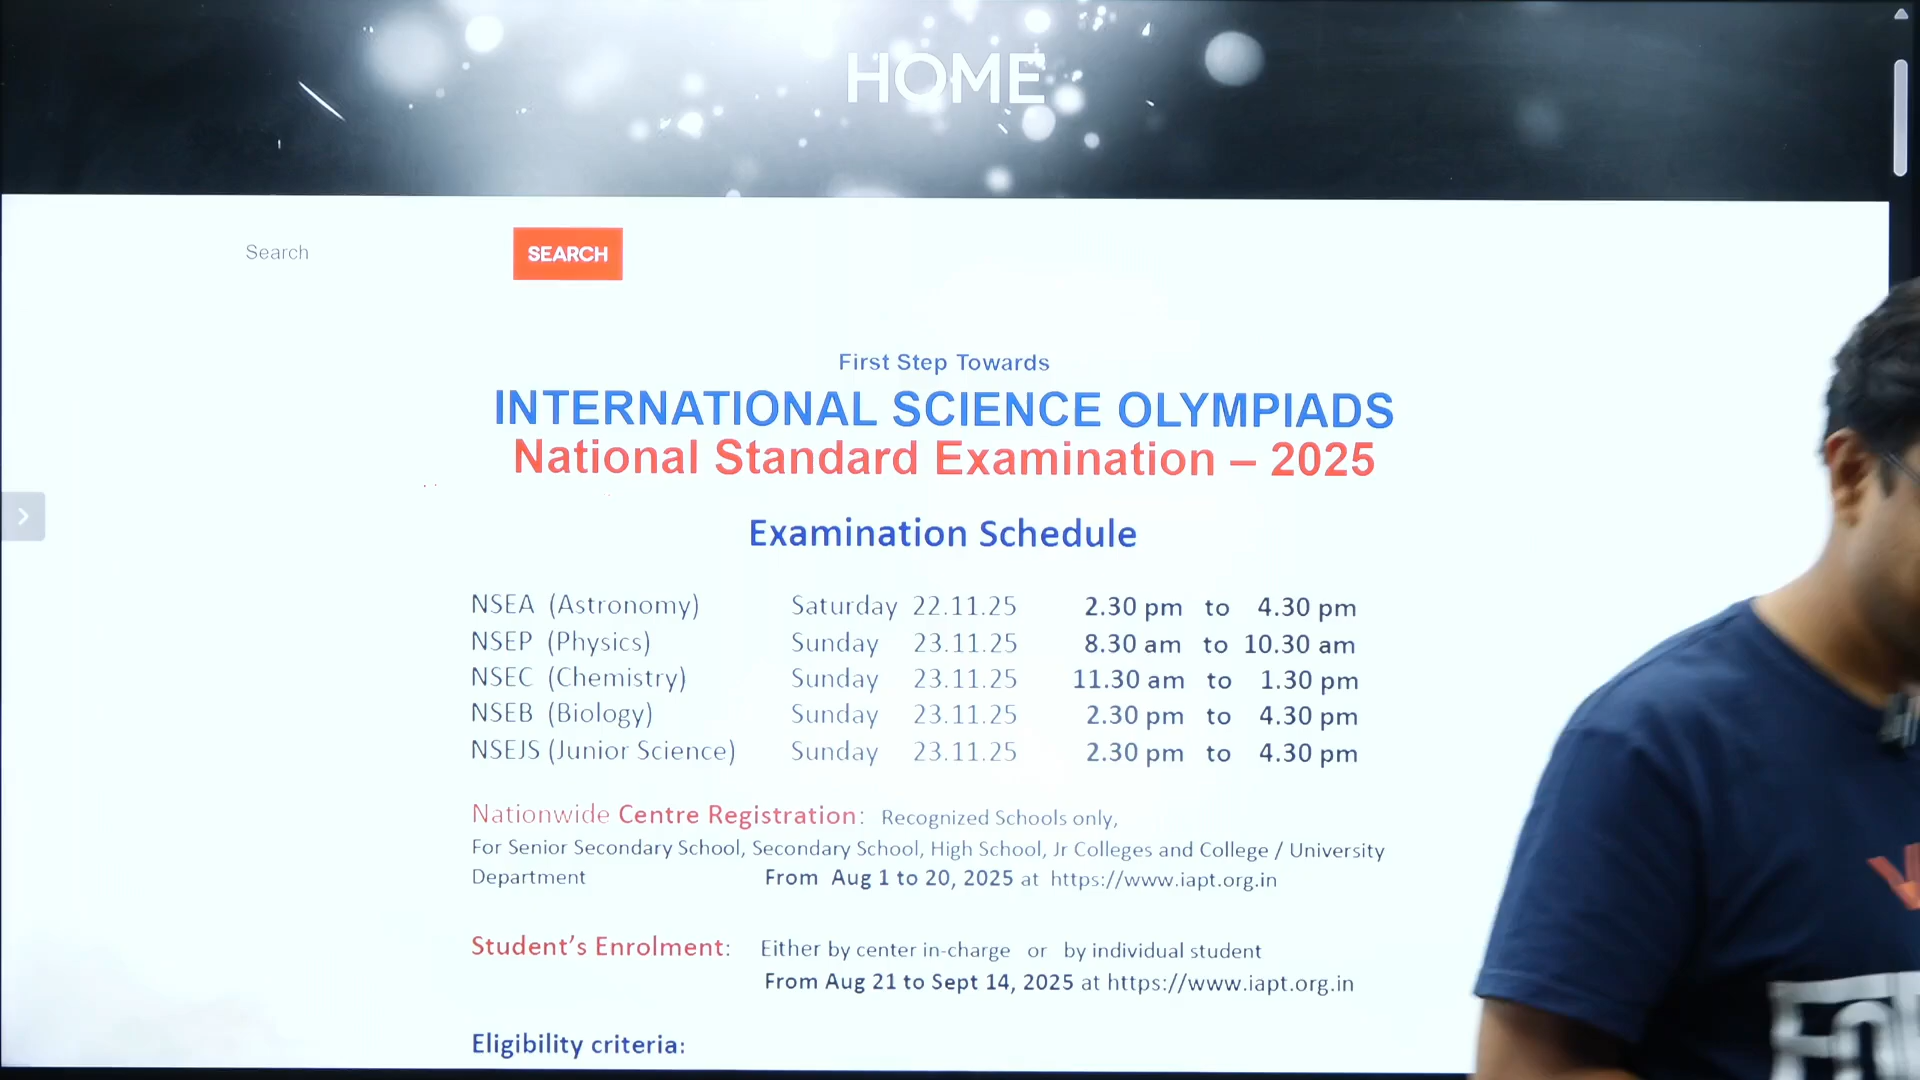 HOME
Search
SEARCH
First Step Towards
INTERNATIONAL SCIENCE OLYMPIADS
National Standard Examination – 2025
Examination Schedule
NSEA (Astronomy) Saturday 22.11.25 2.30 pm to 4.30 pm
NSEP (Physics) Sunday 23.11.25 8.30 am to 10.30 am
NSEC (Chemistry) Sunday 23.11.25 11.30 am to 1.30 pm
NSEB (Biology) Sunday 23.11.25 2.30 pm to 4.30 pm
NSEJS (Junior Science) Sunday 23.11.25 2.30 pm to 4.30 pm
Nationwide Centre Registration: Recognized Schools only,
For Senior Secondary School, Secondary School, High School, Jr Colleges and College / University
Department From Aug 1 to 20, 2025 at https://www.iapt.org.in
Student's Enrolment: Either by center in-charge or by individual student
From Aug 21 to Sept 14, 2025 at https://www.iapt.org.in
Eligibility criteria: